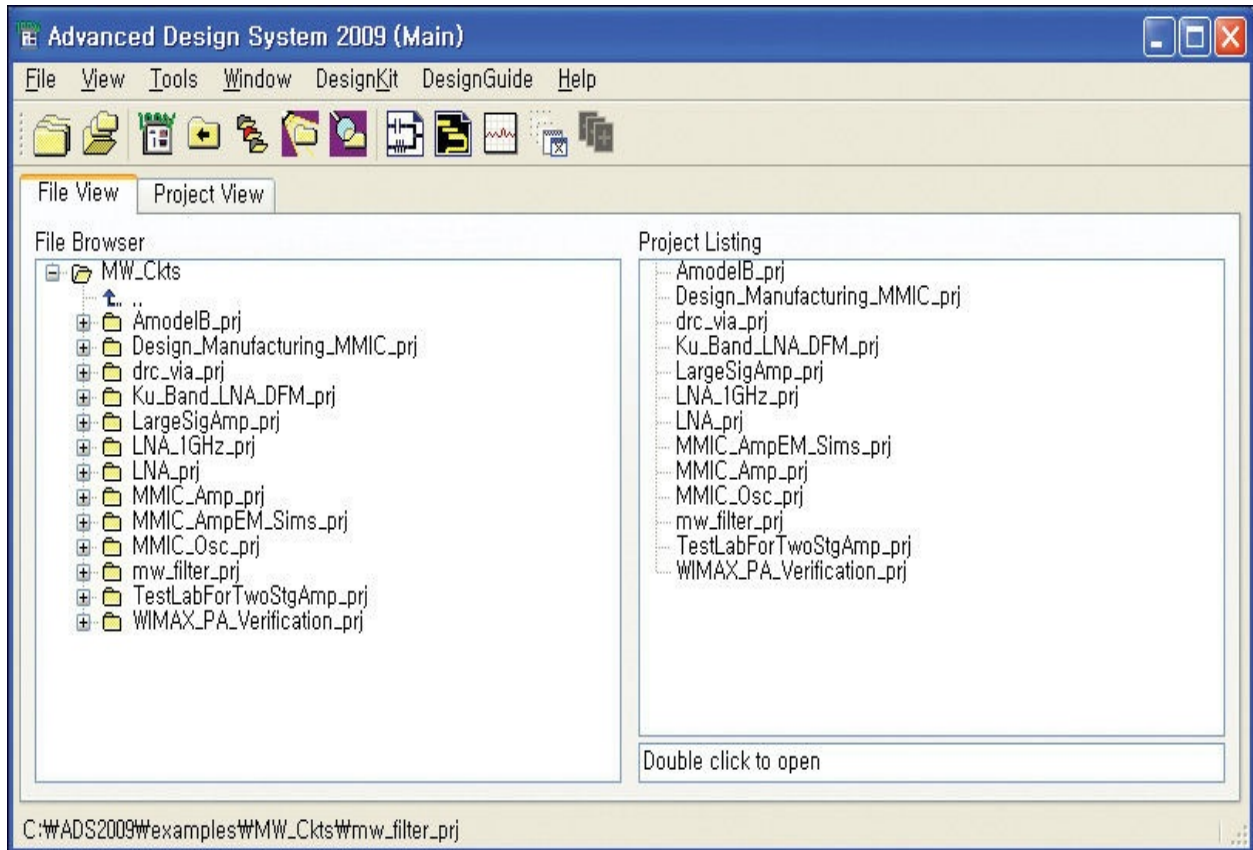 Advanced Design System 2009 (Main)
File View Tools Window DesignKit DesignGuide Help
File View Project View
File Browser
MW_Ckts
..
AmodelB_prj
Design_Manufacturing_MMIC_prj
drc_via_prj
Ku_Band_LNA_DFM_prj
LargeSigAmp_prj
LNA_1GHz_prj
LNA_prj
MMIC_Amp_prj
MMIC_AmpEM_Sims_prj
MMIC_Osc_prj
mw_filter_prj
TestLabForTwoStgAmp_prj
WIMAX_PA_Verification_prj
Project Listing
AmodelB_prj
Design_Manufacturing_MMIC_prj
drc_via_prj
Ku_Band_LNA_DFM_prj
LargeSigAmp_prj
LNA_1GHz_prj
LNA_prj
MMIC_AmpEM_Sims_prj
MMIC_Amp_prj
MMIC_Osc_prj
mw_filter_prj
TestLabForTwoStgAmp_prj
WIMAX_PA_Verification_prj
Double click to open
C:₩ADS2009₩examples₩MW_Ckts₩mw_filter_prj